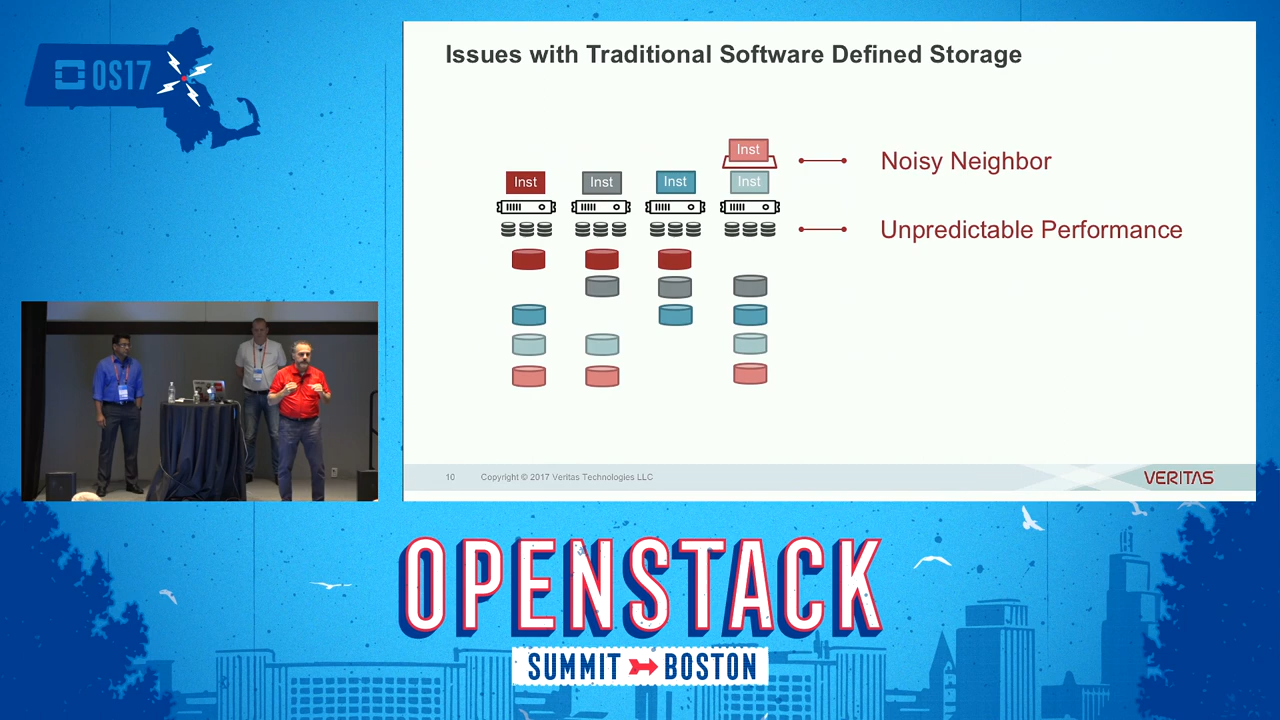 OS17
Issues with Traditional Software Defined Storage
Inst
Noisy Neighbor
Inst Inst Inst Inst
Unpredictable Performance
10 Copyright © 2017 Veritas Technologies LLC
VERITAS
OPENSTACK
SUMMIT BOSTON